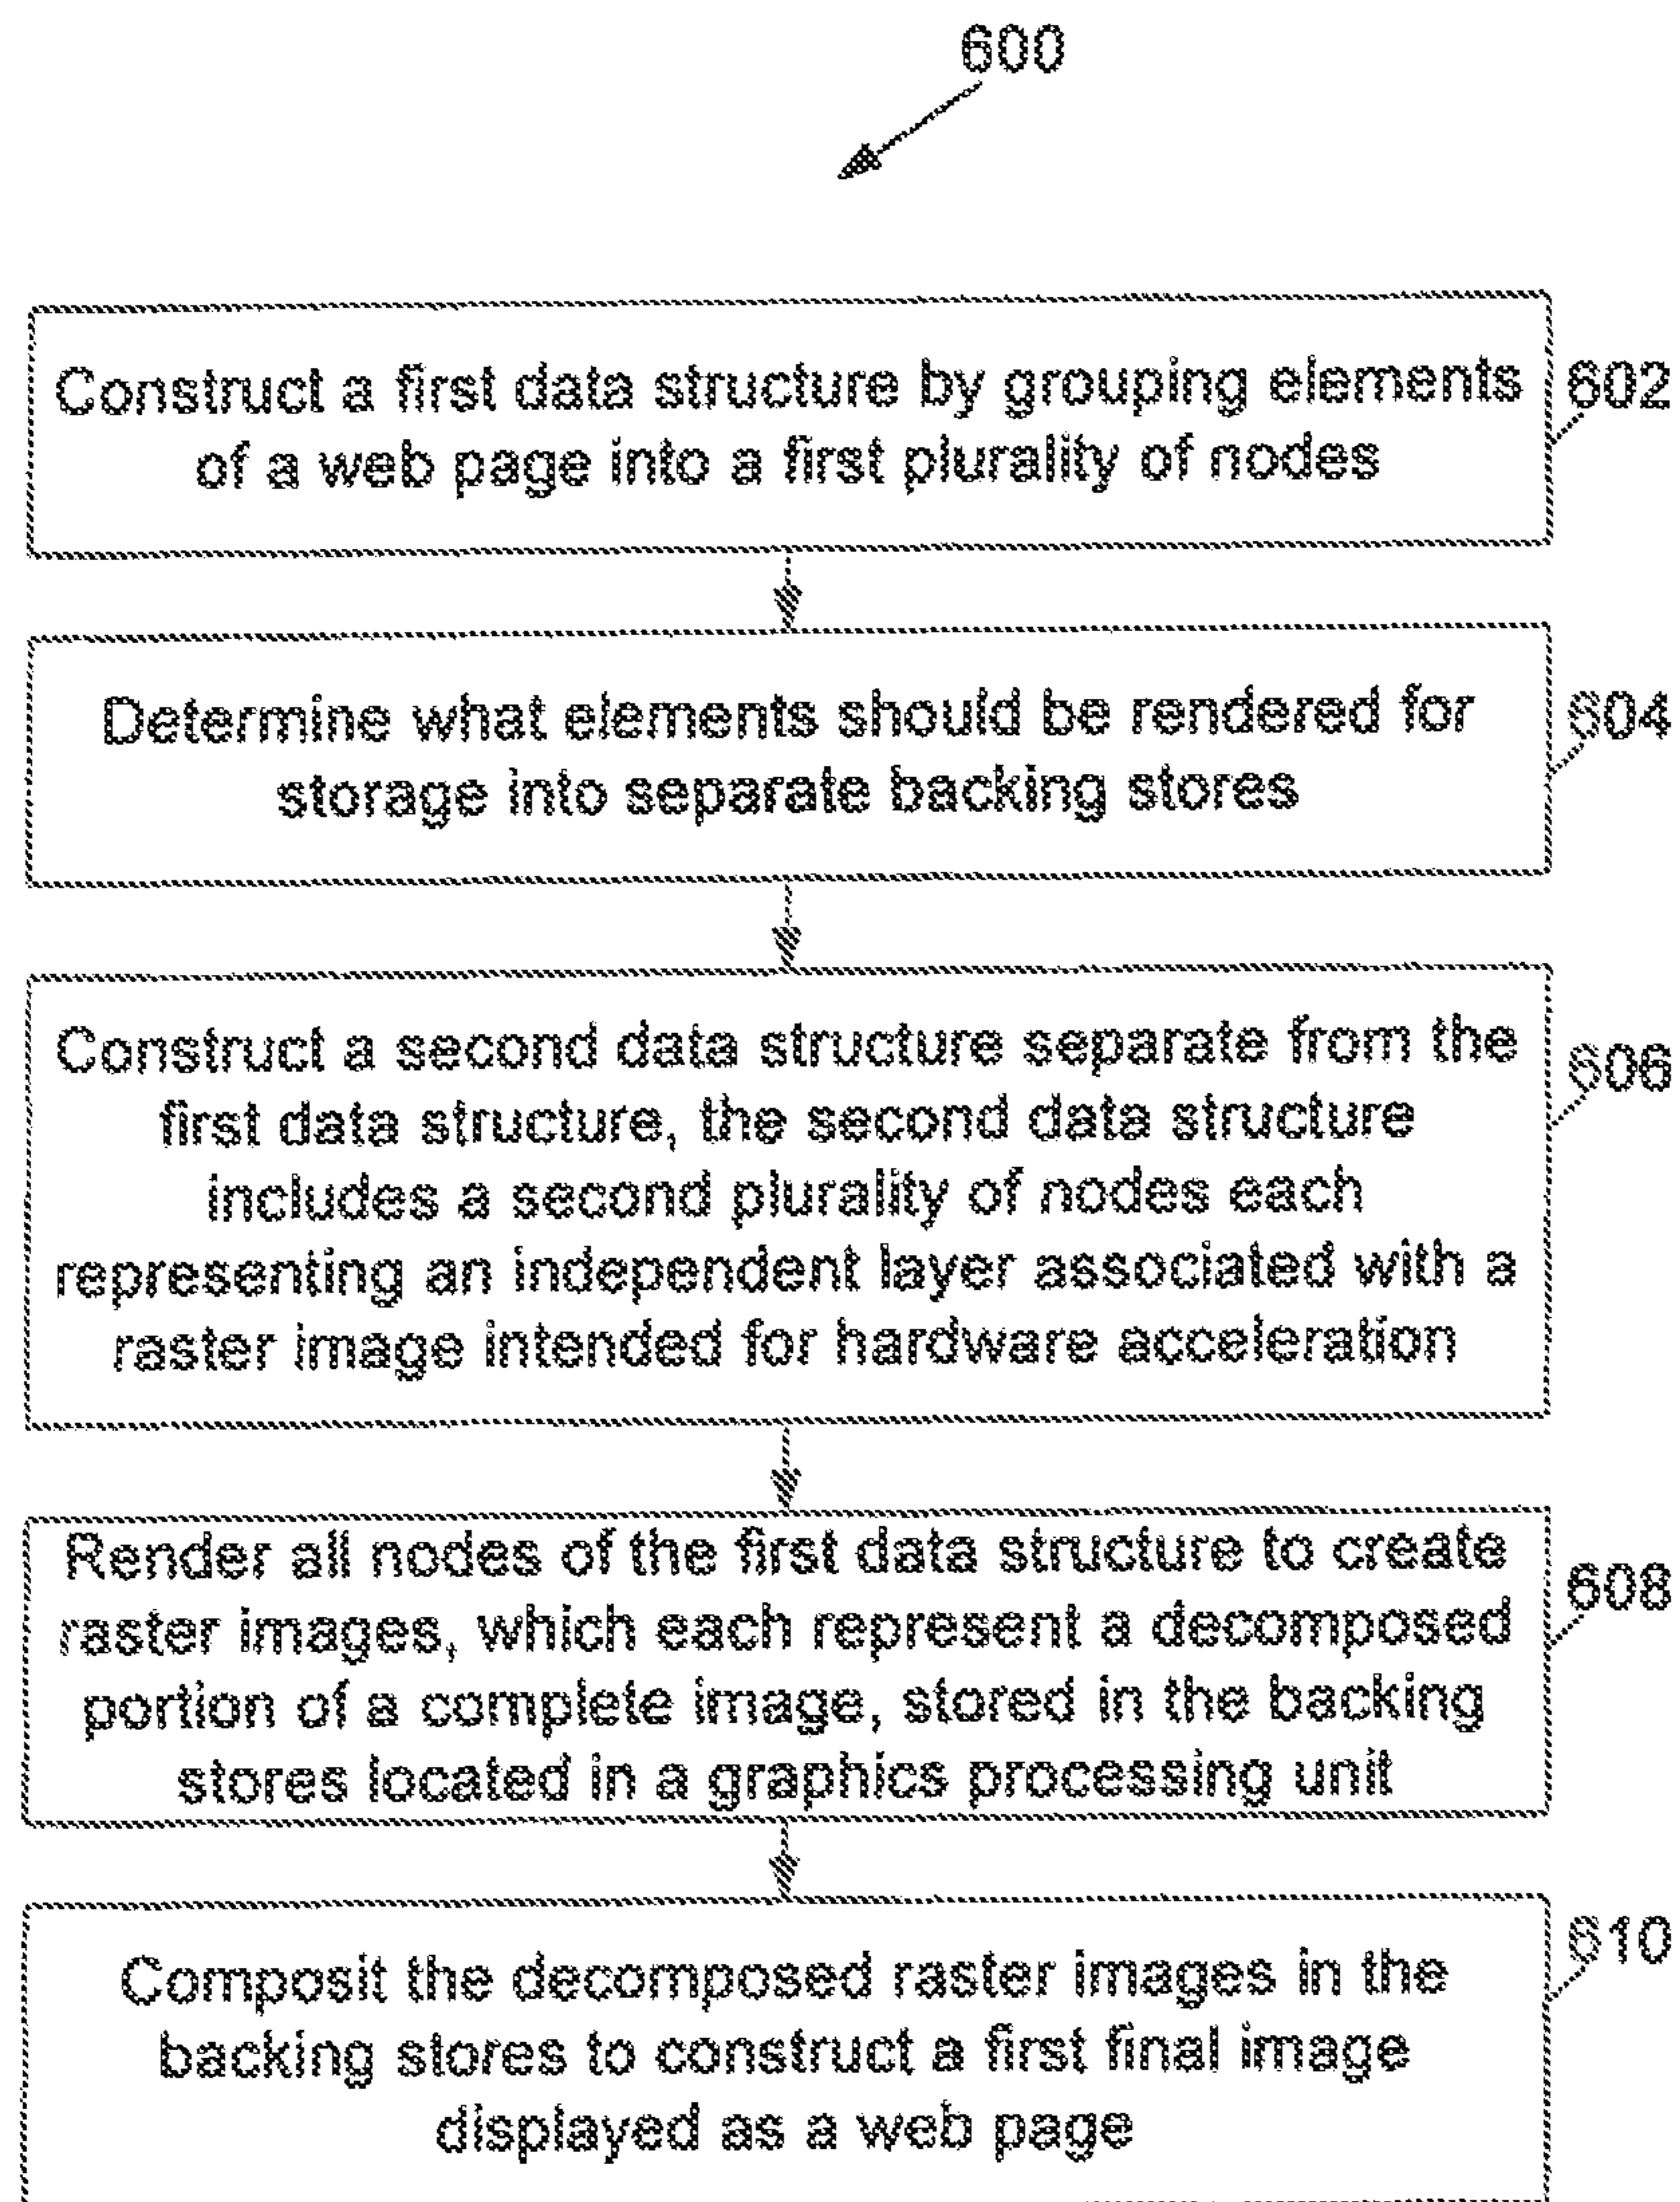 600
Construct a first data structure by grouping elements
of a web page into a first plurality of nodes
602
Determine what elements should be rendered for
storage into separate backing stores
604
Construct a second data structure separate from the
first data structure, the second data structure
includes a second plurality of nodes each
representing an independent layer associated with a
raster image intended for hardware acceleration
606
Render all nodes of the first data structure to create
raster images, which each represent a decomposed
portion of a complete image, stored in the backing
stores located in a graphics processing unit
608
Composit the decomposed raster images in the
backing stores to construct a first final image
displayed as a web page
610